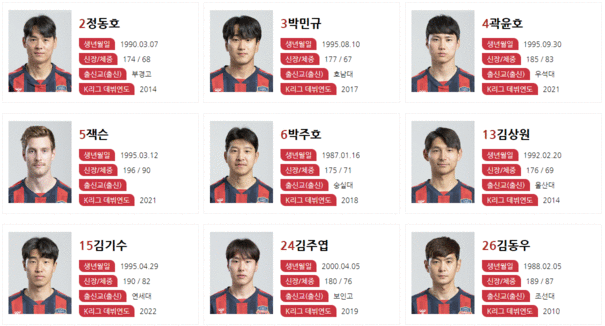 2정동호
생년월일 1990.03.07
신장/체중 174 / 68
출신교(출신) 부경고
K리그 데뷔연도 2014
3박민규
생년월일 1995.08.10
신장/체중 177 / 67
출신교(출신) 호남대
K리그 데뷔연도 2017
4곽윤호
생년월일 1995.09.30
신장/체중 185 / 83
출신교(출신) 우석대
K리그 데뷔연도 2021
5잭슨
생년월일 1995.03.12
신장/체중 196 / 90
출신교(출신)
K리그 데뷔연도 2021
6박주호
생년월일 1987.01.16
신장/체중 175 / 71
출신교(출신) 숭실대
K리그 데뷔연도 2018
13김상원
생년월일 1992.02.20
신장/체중 176 / 69
출신교(출신) 울산대
K리그 데뷔연도 2014
15김기수
생년월일 1995.04.29
신장/체중 190 / 82
출신교(출신) 연세대
K리그 데뷔연도 2022
24김주엽
생년월일 2000.04.05
신장/체중 180 / 76
출신교(출신) 보인고
K리그 데뷔연도 2019
26김동우
생년월일 1988.02.05
신장/체중 189 / 87
출신교(출신) 조선대
K리그 데뷔연도 2010